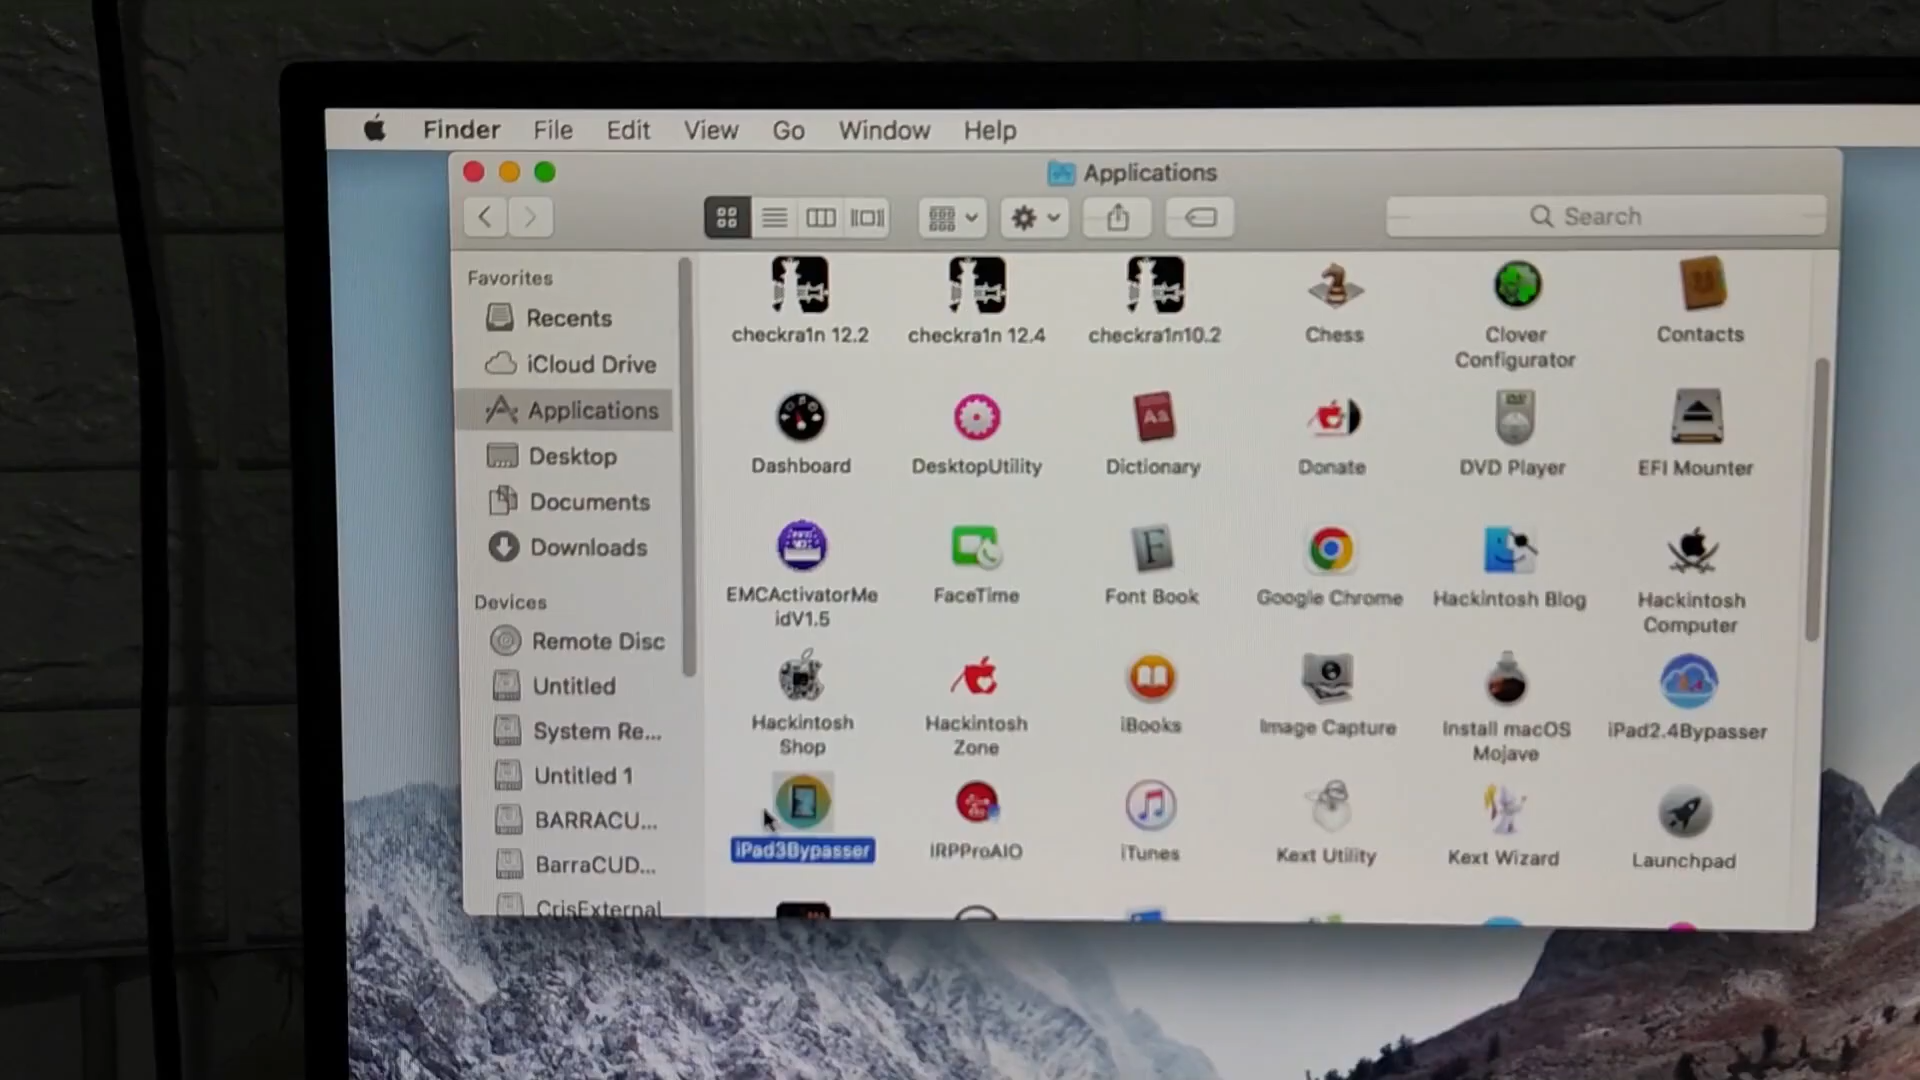 Finder File Edit View Go Window Help
Applications
Search
Favorites
Recents
iCloud Drive
Applications
Desktop
Documents
Downloads
Devices
Remote Disc
Untitled
System Re...
Untitled 1
BARRACU...
BarraCUD...
CrisExternal
checkra1n 12.2
checkra1n 12.4
checkra1n10.2
Chess
Clover
Configurator
Contacts
Dashboard
DesktopUtility
Dictionary
Donate
DVD Player
EFI Mounter
EMCActivatorMe
idV1.5
FaceTime
Font Book
Google Chrome
Hackintosh Blog
Hackintosh
Computer
Hackintosh
Shop
Hackintosh
Zone
iBooks
Image Capture
Install macOS
Mojave
iPad2.4Bypasser
iPad3Bypasser
iRPProAIO
iTunes
Kext Utility
Kext Wizard
Launchpad